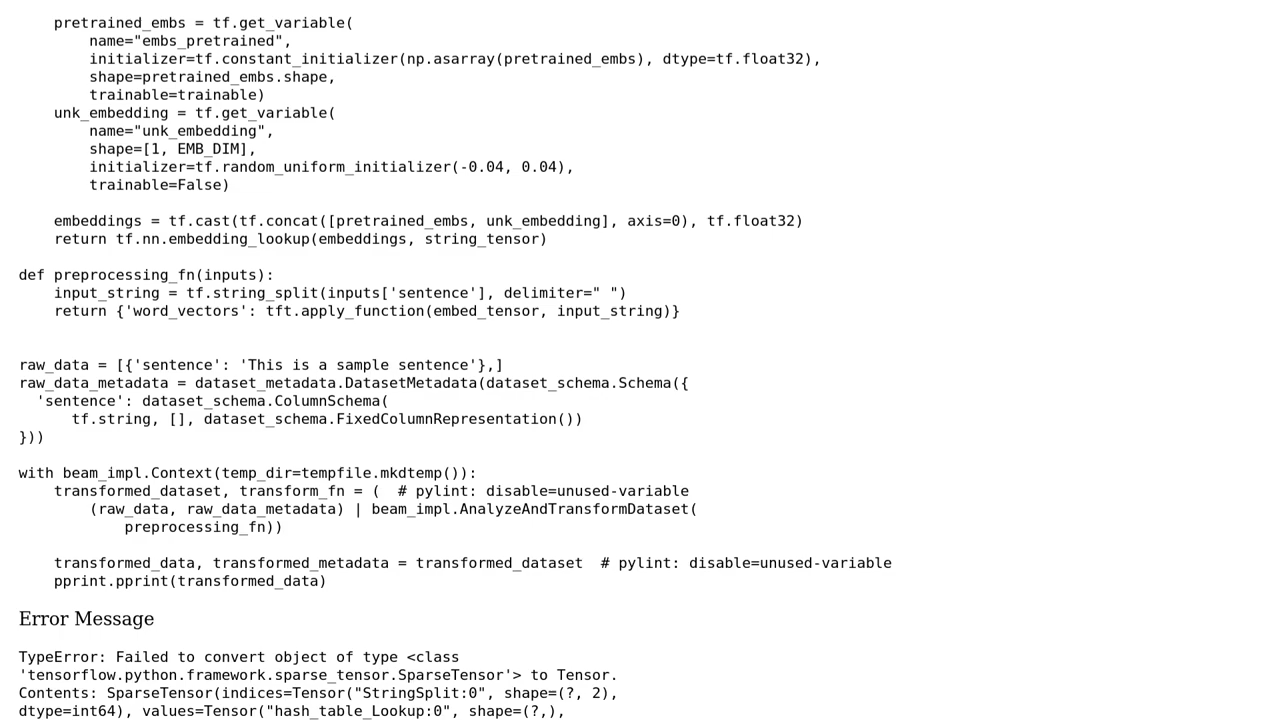 pretrained_embs = tf.get_variable(
        name="embs_pretrained",
        initializer=tf.constant_initializer(np.asarray(pretrained_embs), dtype=tf.float32),
        shape=pretrained_embs.shape,
        trainable=trainable)
    unk_embedding = tf.get_variable(
        name="unk_embedding",
        shape=[1, EMB_DIM],
        initializer=tf.random_uniform_initializer(-0.04, 0.04),
        trainable=False)

    embeddings = tf.cast(tf.concat([pretrained_embs, unk_embedding], axis=0), tf.float32)
    return tf.nn.embedding_lookup(embeddings, string_tensor)

def preprocessing_fn(inputs):
    input_string = tf.string_split(inputs['sentence'], delimiter=" ")
    return {'word_vectors': tft.apply_function(embed_tensor, input_string)}


raw_data = [{'sentence': 'This is a sample sentence'},]
raw_data_metadata = dataset_metadata.DatasetMetadata(dataset_schema.Schema({
  'sentence': dataset_schema.ColumnSchema(
      tf.string, [], dataset_schema.FixedColumnRepresentation())
}))

with beam_impl.Context(temp_dir=tempfile.mkdtemp()):
    transformed_dataset, transform_fn = (  # pylint: disable=unused-variable
        (raw_data, raw_data_metadata) | beam_impl.AnalyzeAndTransformDataset(
            preprocessing_fn))

    transformed_data, transformed_metadata = transformed_dataset  # pylint: disable=unused-variable
    pprint.pprint(transformed_data)

Error Message

TypeError: Failed to convert object of type <class
'tensorflow.python.framework.sparse_tensor.SparseTensor'> to Tensor.
Contents: SparseTensor(indices=Tensor("StringSplit:0", shape=(?, 2),
dtype=int64), values=Tensor("hash_table_Lookup:0", shape=(?,),